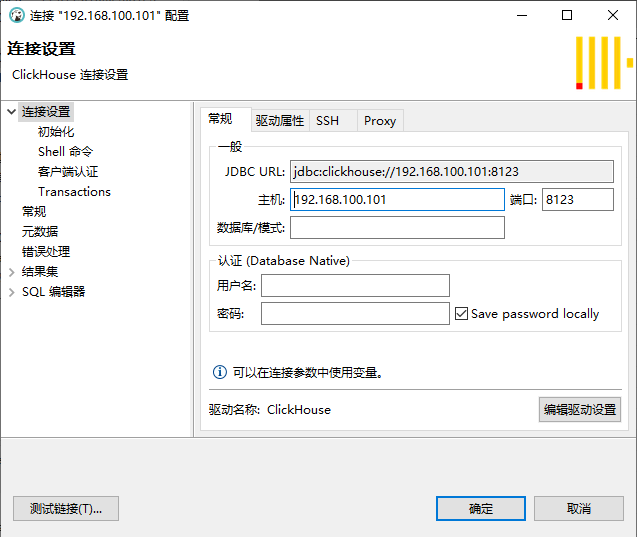 连接 "192.168.100.101" 配置
连接设置
ClickHouse 连接设置
连接设置
初始化
Shell 命令
客户端认证
Transactions
常规
元数据
错误处理
结果集
SQL 编辑器
常规 驱动属性 SSH Proxy
一般
JDBC URL: jdbc:clickhouse://192.168.100.101:8123
主机: 192.168.100.101 端口: 8123
数据库/模式:
认证 (Database Native)
用户名:
密码: Save password locally
可以在连接参数中使用变量。
驱动名称: ClickHouse 编辑驱动设置
测试链接(T)... 确定 取消